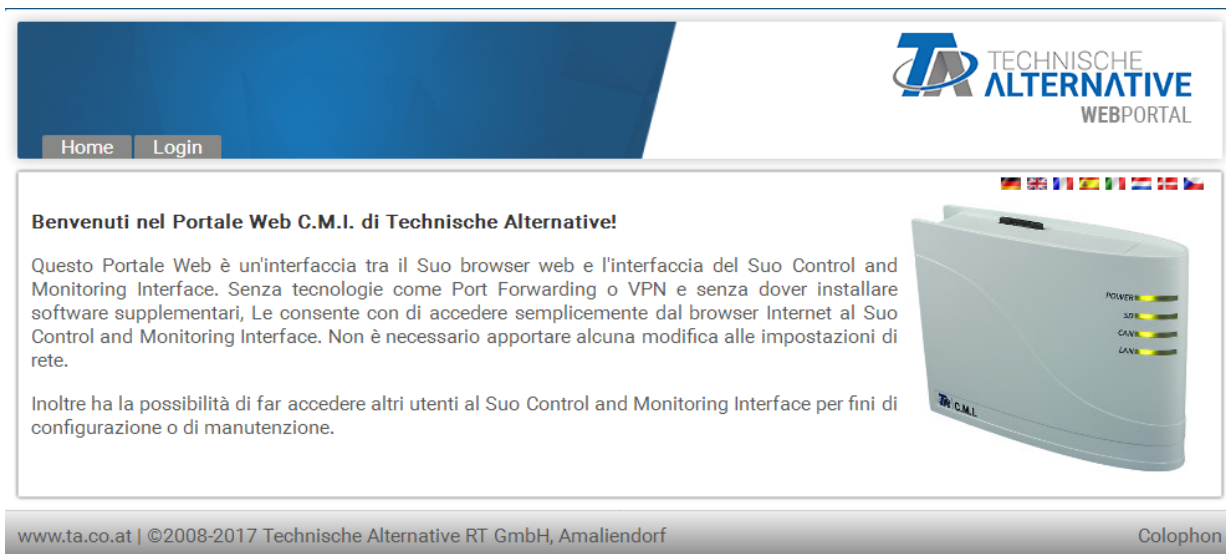 TA TECHNISCHE
ALTERNATIVE
WEBPORTAL
Home Login
Benvenuti nel Portale Web C.M.I. di Technische Alternative!
Questo Portale Web è un'interfaccia tra il Suo browser web e l'interfaccia del Suo Control and
Monitoring Interface. Senza tecnologie come Port Forwarding o VPN e senza dover installare
software supplementari, Le consente con di accedere semplicemente dal browser Internet al Suo
Control and Monitoring Interface. Non è necessario apportare alcuna modifica alle impostazioni di
rete.
Inoltre ha la possibilità di far accedere altri utenti al Suo Control and Monitoring Interface per fini di
configurazione o di manutenzione.
POWER
SD
CAN
LAN
TA C.M.I.
www.ta.co.at | ©2008-2017 Technische Alternative RT GmbH, Amaliendorf Colophon